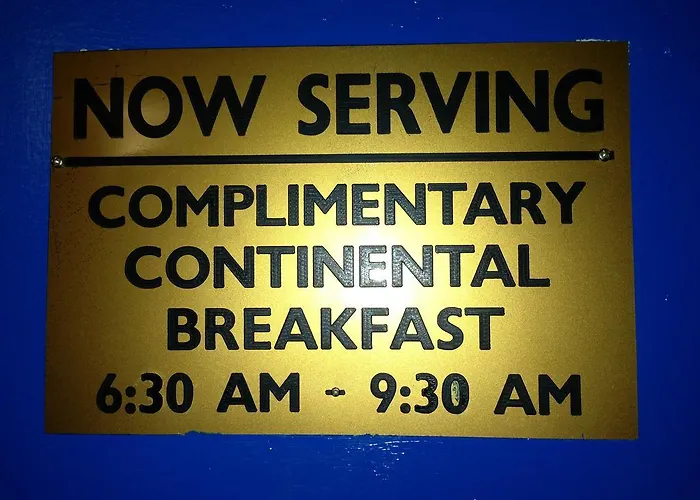 NOW SERVING
COMPLIMENTARY
CONTINENTAL
BREAKFAST
6:30 AM - 9:30 AM